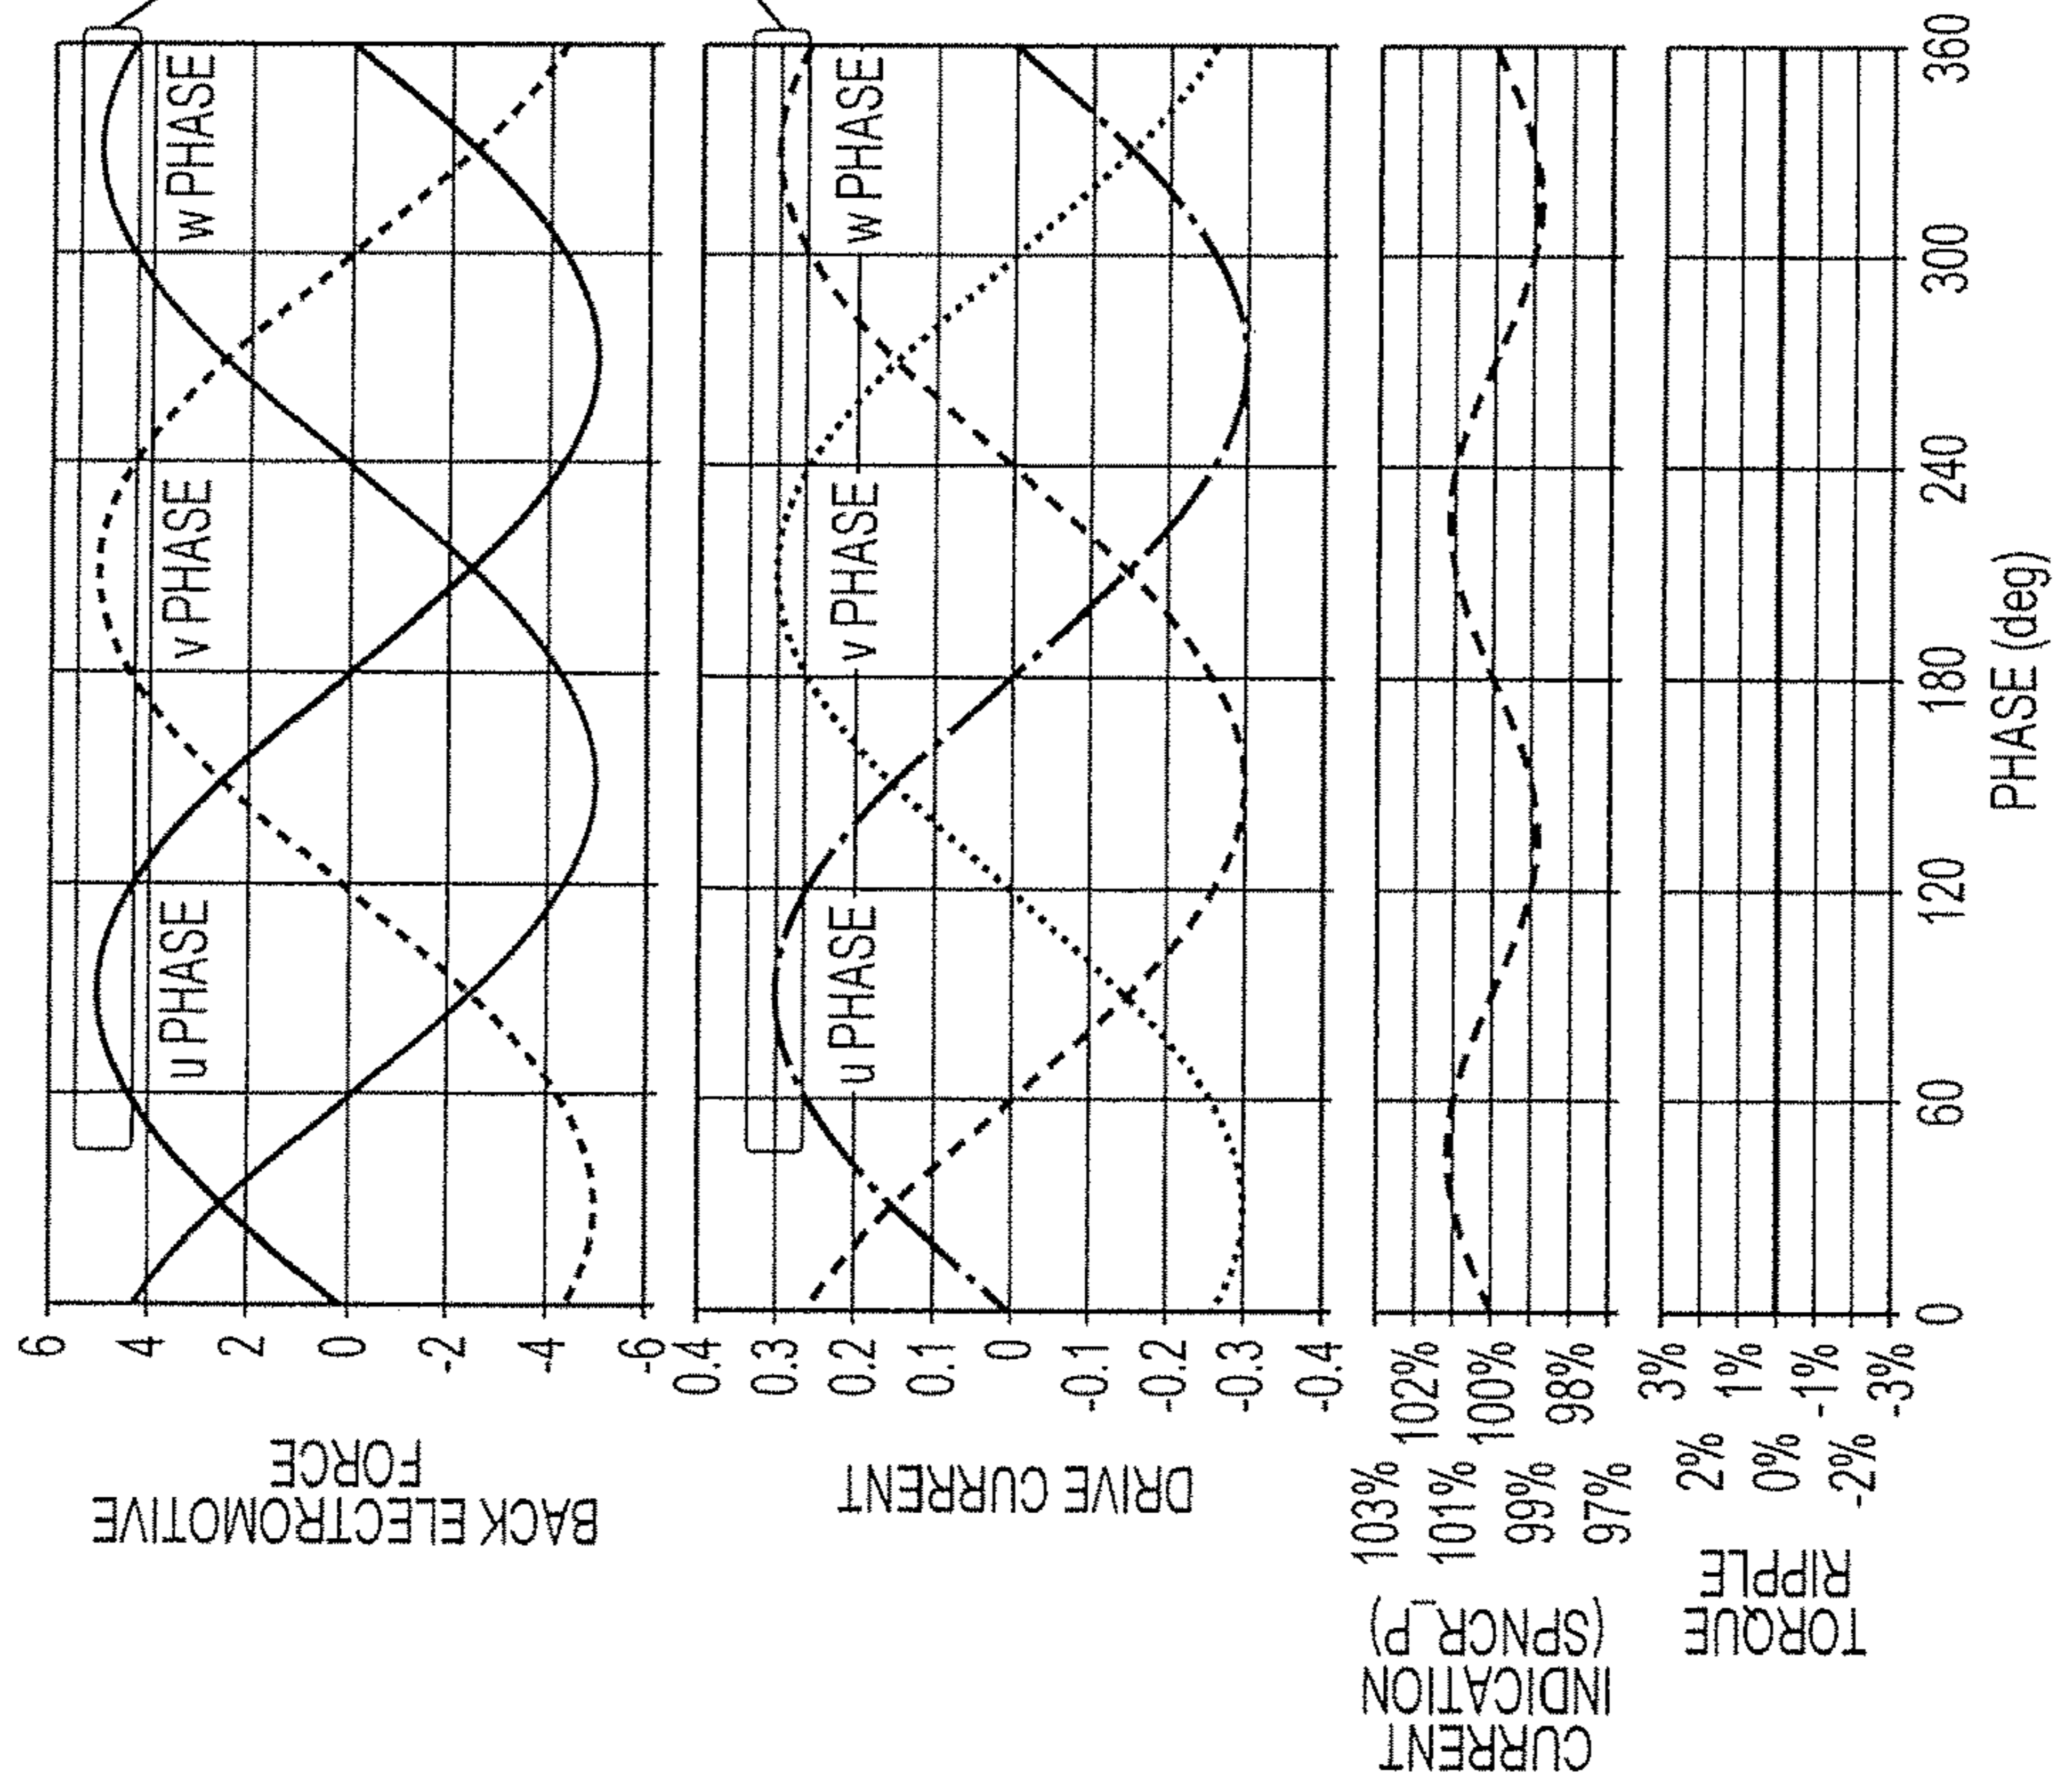 BACK ELECTROMOTIVE
FORCE
6
4
2
0
-2
-4
-6
u PHASE
v PHASE
w PHASE
DRIVE CURRENT
0.4
0.3
0.2
0.1
0
-0.1
-0.2
-0.3
-0.4
u PHASE
v PHASE
w PHASE
CURRENT
INDICATION
(SPNCR_P)
103%
102%
101%
100%
99%
98%
97%
TORQUE
RIPPLE
3%
2%
1%
0%
-1%
-2%
-3%
0
60
120
180
240
300
360
PHASE (deg)